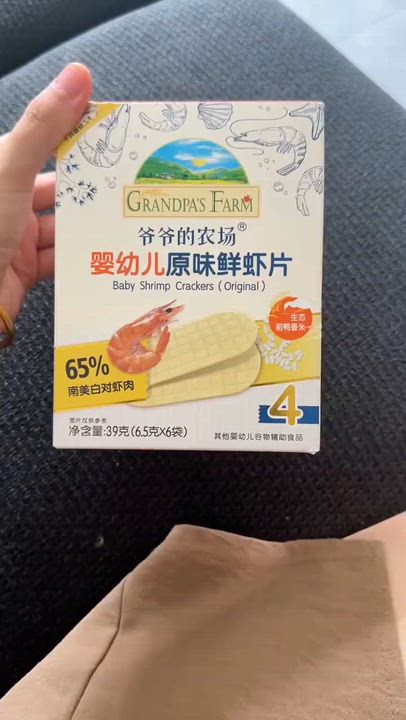 GRANDPA'S FARM
爷爷的农场®
婴幼儿原味鲜虾片
Baby Shrimp Crackers (Original)
生态
稻鸭香米
65%
南美白对虾肉
4
图片仅供参考
净含量:39克(6.5克X6袋)
其他婴幼儿谷物辅助食品